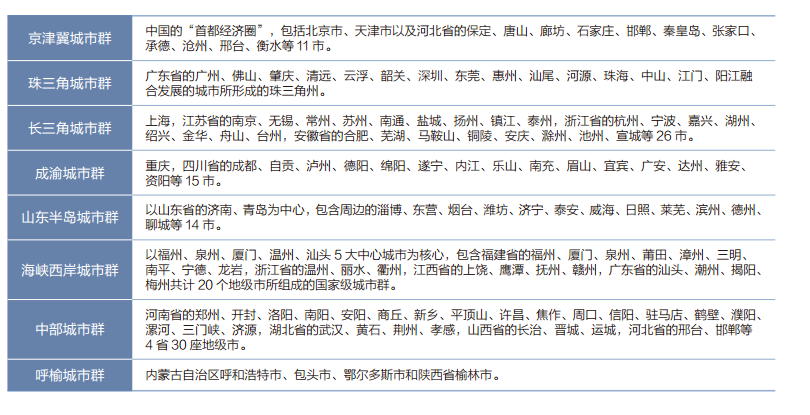 京津冀城市群
中国的“首都经济圈”，包括北京市、天津市以及河北省的保定、唐山、廊坊、石家庄、邯郸、秦皇岛、张家口、
承德、沧州、邢台、衡水等 11 市。
珠三角城市群
广东省的广州、佛山、肇庆、清远、云浮、韶关、深圳、东莞、惠州、汕尾、河源、珠海、中山、江门、阳江融
合发展的城市所形成的珠三角州。
长三角城市群
上海，江苏省的南京、无锡、常州、苏州、南通、盐城、扬州、镇江、泰州，浙江省的杭州、宁波、嘉兴、湖州、
绍兴、金华、舟山、台州，安徽省的合肥、芜湖、马鞍山、铜陵、安庆、滁州、池州、宣城等 26 市。
成渝城市群
重庆，四川省的成都、自贡、泸州、德阳、绵阳、遂宁、内江、乐山、南充、眉山、宜宾、广安、达州、雅安、
资阳等 15 市。
山东半岛城市群
以山东省的济南、青岛为中心，包含周边的淄博、东营、烟台、潍坊、济宁、泰安、威海、日照、莱芜、滨州、德州、
聊城等 14 市。
海峡西岸城市群
以福州、泉州、厦门、温州、汕头 5 大中心城市为核心，包含福建省的福州、厦门、泉州、莆田、漳州、三明、
南平、宁德、龙岩，浙江省的温州、丽水、衢州，江西省的上饶、鹰潭、抚州、赣州，广东省的汕头、潮州、揭阳、
梅州共计 20 个地级市所组成的国家级城市群。
中部城市群
河南省的郑州、开封、洛阳、南阳、安阳、商丘、新乡、平顶山、许昌、焦作、周口、信阳、驻马店、鹤壁、濮阳、
漯河、三门峡、济源，湖北省的武汉、黄石、荆州、孝感，山西省的长治、晋城、运城，河北省的邢台、邯郸等
4 省 30 座地级市。
呼榆城市群
内蒙古自治区呼和浩特市、包头市、鄂尔多斯市和陕西省榆林市。